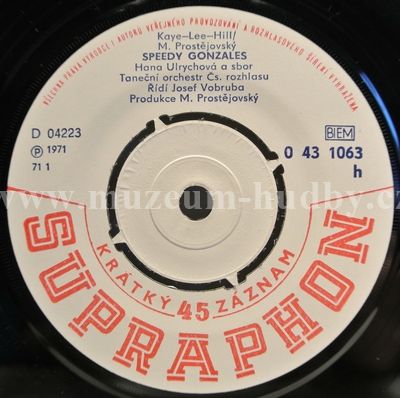 VŠECHNA PRÁVA VÝROBCE I AUTORŮ VEŘEJNÉHO PROVOZOVÁNÍ A ROZHLASOVÉHO ŠÍŘENÍ VYHRAŽENA
Kaye–Lee–Hill/
M. Prostějovský
SPEEDY GONZALES
Hana Ulrychová a sbor
Taneční orchestr Čs. rozhlasu
Řídí Josef Vobruba
Produkce M. Prostějovský
D 04223
℗ 1971
71 1
BIEM
0 43 1063
h
www.muzeum-hudby.cz
KRÁTKÝ 45 ZÁZNAM
SUPRAPHON